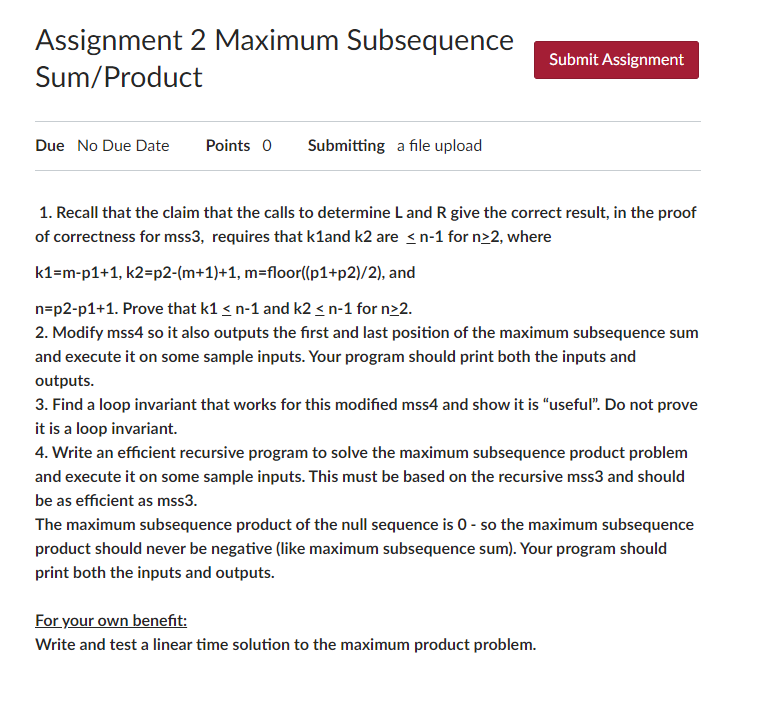 Assignment 2 Maximum Subsequence
Sum/Product
Submit Assignment
Due No Due Date Points 0 Submitting a file upload
1. Recall that the claim that the calls to determine L and R give the correct result, in the proof
of correctness for mss3, requires that k1and k2 are ≤ n-1 for n≥2, where
k1=m-p1+1, k2=p2-(m+1)+1, m=floor((p1+p2)/2), and
n=p2-p1+1. Prove that k1 ≤ n-1 and k2 ≤ n-1 for n≥2.
2. Modify mss4 so it also outputs the first and last position of the maximum subsequence sum
and execute it on some sample inputs. Your program should print both the inputs and
outputs.
3. Find a loop invariant that works for this modified mss4 and show it is “useful”. Do not prove
it is a loop invariant.
4. Write an efficient recursive program to solve the maximum subsequence product problem
and execute it on some sample inputs. This must be based on the recursive mss3 and should
be as efficient as mss3.
The maximum subsequence product of the null sequence is 0 - so the maximum subsequence
product should never be negative (like maximum subsequence sum). Your program should
print both the inputs and outputs.
For your own benefit:
Write and test a linear time solution to the maximum product problem.